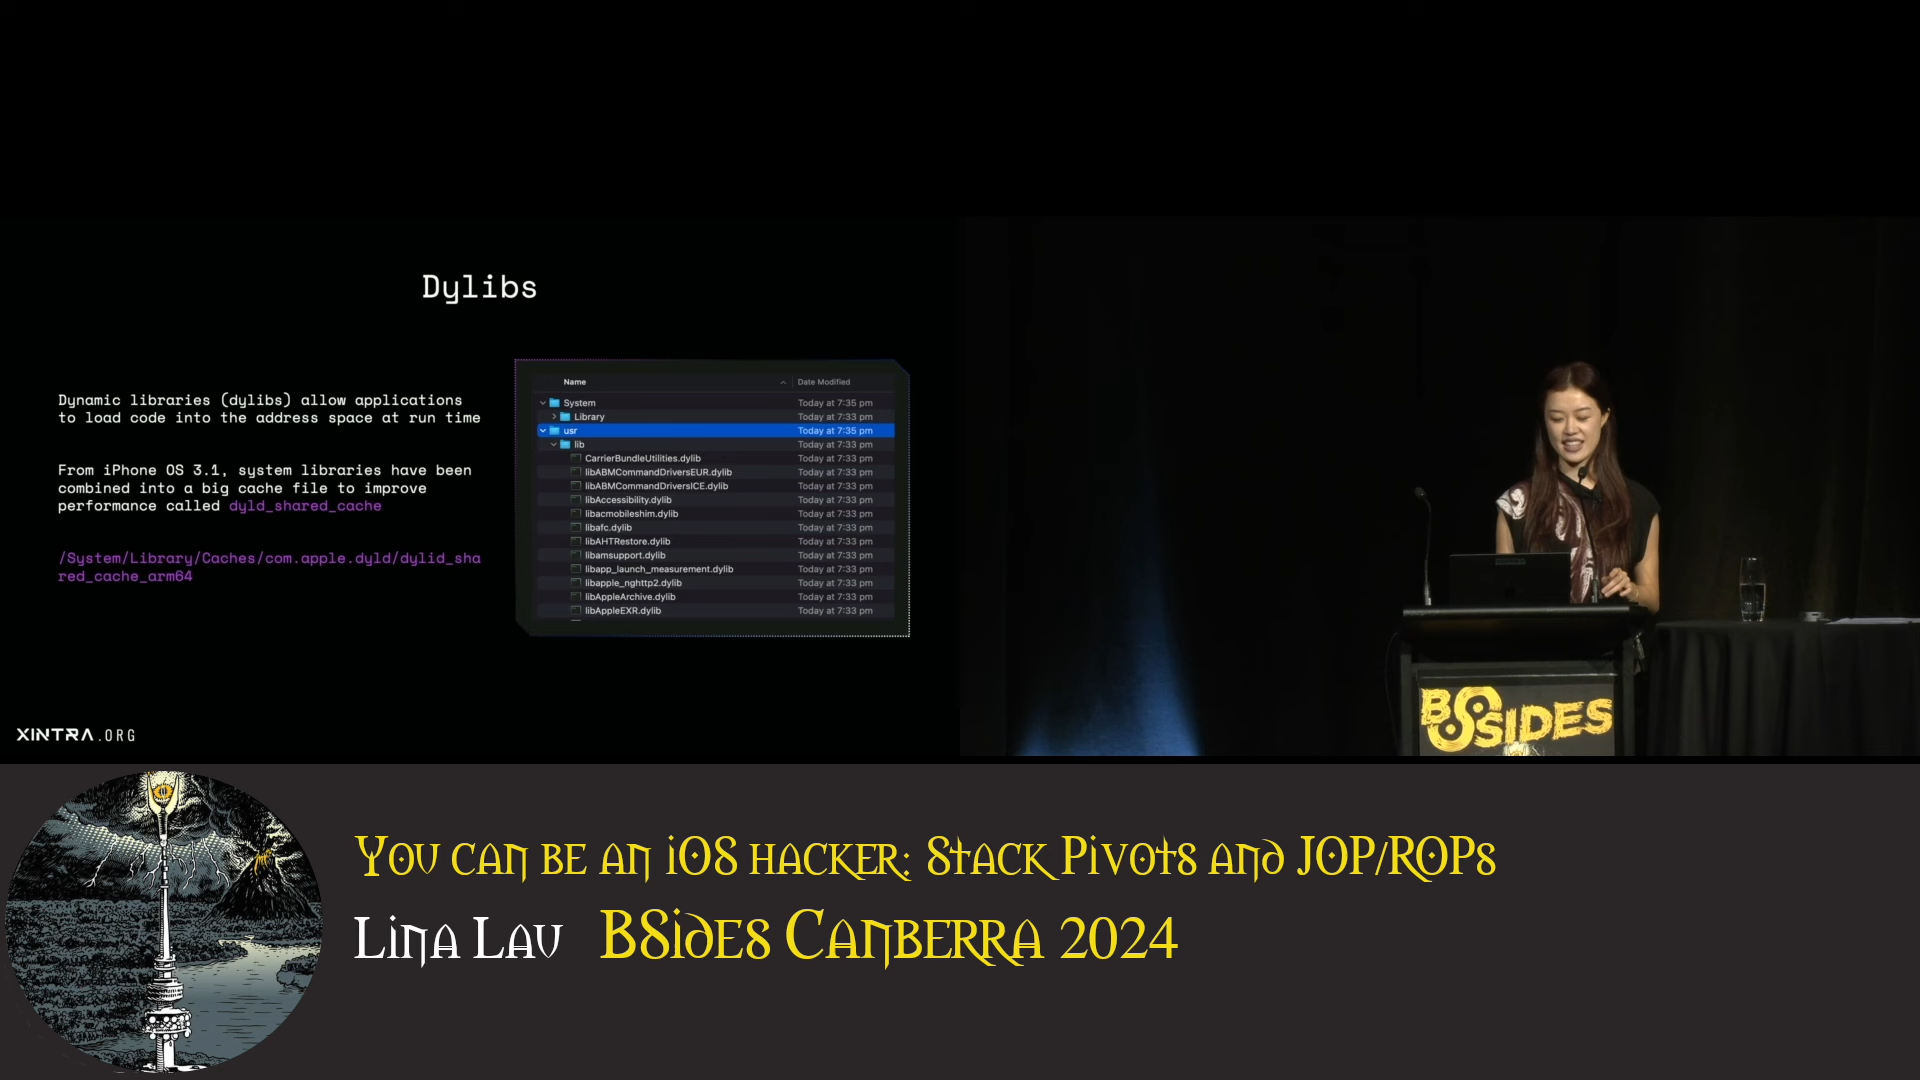 Dylibs
Dynamic libraries (dylibs) allow applications
to load code into the address space at run time
From iPhone OS 3.1, system libraries have been
combined into a big cache file to improve
performance called dyld_shared_cache
/System/Library/Caches/com.apple.dyld/dylid_sha
red_cache_arm64
Name Date Modified
System Today at 7:35 pm
Library Today at 7:33 pm
usr Today at 7:35 pm
lib Today at 7:33 pm
CarrierBundleUtilities.dylib Today at 7:33 pm
libABMCommandDriversEUR.dylib Today at 7:33 pm
libABMCommandDriversICE.dylib Today at 7:33 pm
libAccessibility.dylib Today at 7:33 pm
libacmobileshim.dylib Today at 7:33 pm
libafc.dylib Today at 7:33 pm
libAHTRestore.dylib Today at 7:33 pm
libamsupport.dylib Today at 7:33 pm
libapp_launch_measurement.dylib Today at 7:33 pm
libapple_nghttp2.dylib Today at 7:33 pm
libAppleArchive.dylib Today at 7:33 pm
libAppleEXR.dylib Today at 7:33 pm
XINTRA.ORG
BSIDES
You can be an iOS hacker: Stack Pivots and JOP/ROPs
Lina Lau BSides Canberra 2024